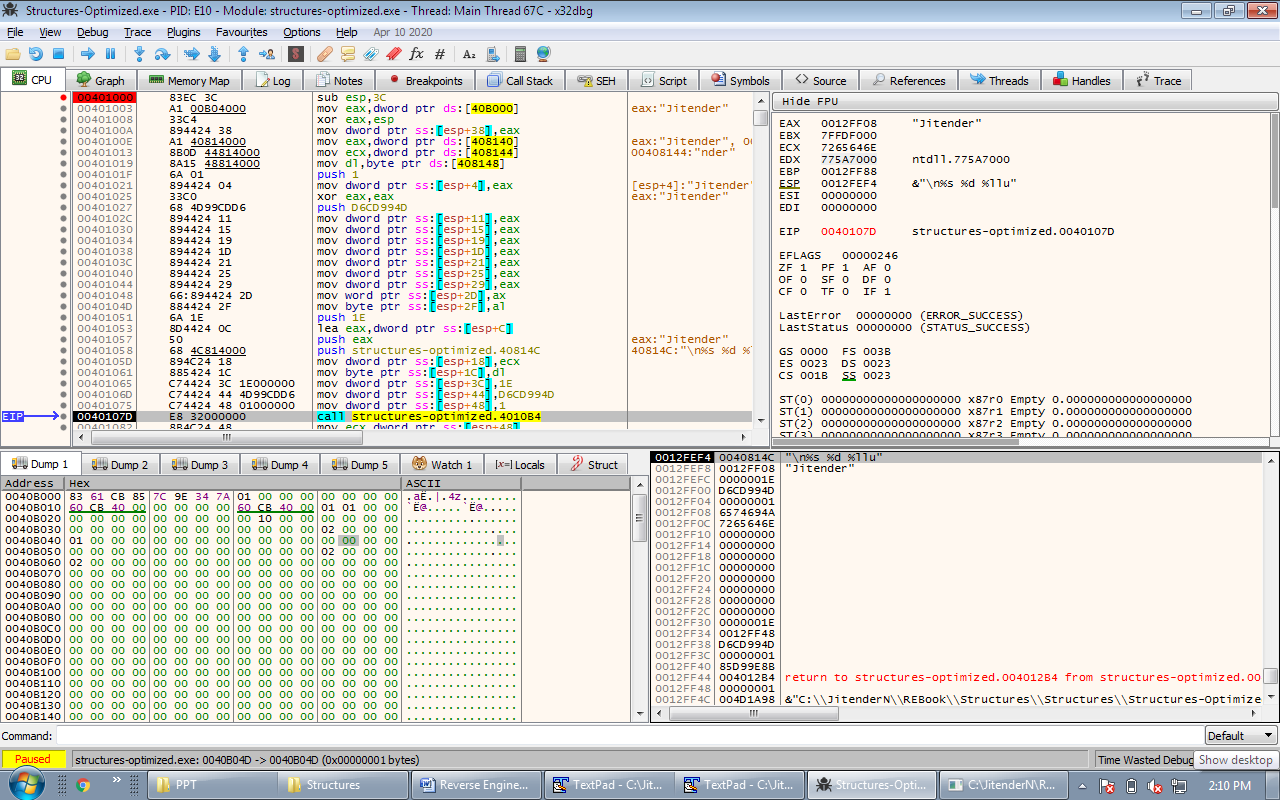 Structures-Optimized.exe - PID: E10 - Module: structures-optimized.exe - Thread: Main Thread 67C - x32dbg
File View Debug Trace Plugins Favourites Options Help Apr 10 2020
CPU Graph Memory Map Log Notes Breakpoints Call Stack SEH Script Symbols Source References Threads Handles Trace
00401000 83EC 3C sub esp,3C
00401003 A1 00B04000 mov eax,dword ptr ds:[40B000] eax:"Jitender"
00401008 33C4 xor eax,esp
0040100A 894424 38 mov dword ptr ss:[esp+38],eax
0040100E A1 40814000 mov eax,dword ptr ds:[408140] eax:"Jitender", 00
00401013 8B0D 44814000 mov ecx,dword ptr ds:[408144] 00408144:"nder"
00401019 8A15 48814000 mov dl,byte ptr ds:[408148]
0040101F 6A 01 push 1
00401021 894424 04 mov dword ptr ss:[esp+4],eax [esp+4]:"Jitender"
00401025 33C0 xor eax,eax eax:"Jitender"
00401027 68 4D99CDD6 push D6CD994D
0040102C 894424 11 mov dword ptr ss:[esp+11],eax
00401030 894424 15 mov dword ptr ss:[esp+15],eax
00401034 894424 19 mov dword ptr ss:[esp+19],eax
00401038 894424 1D mov dword ptr ss:[esp+1D],eax
0040103C 894424 21 mov dword ptr ss:[esp+21],eax
00401040 894424 25 mov dword ptr ss:[esp+25],eax
00401044 894424 29 mov dword ptr ss:[esp+29],eax
00401048 66:894424 2D mov word ptr ss:[esp+2D],ax
0040104D 884424 2F mov byte ptr ss:[esp+2F],al
00401051 6A 1E push 1E
00401053 8D4424 0C lea eax,dword ptr ss:[esp+C]
00401057 50 push eax eax:"Jitender"
00401058 68 4C814000 push structures-optimized.40814C 40814C:"\n%s %d %l
0040105D 894C24 18 mov dword ptr ss:[esp+18],ecx
00401061 885424 1C mov byte ptr ss:[esp+1C],dl
00401065 C74424 3C 1E000000 mov dword ptr ss:[esp+3C],1E
0040106D C74424 44 4D99CDD6 mov dword ptr ss:[esp+44],D6CD994D
00401075 C74424 48 01000000 mov dword ptr ss:[esp+48],1
EIP 0040107D E8 32000000 call structures-optimized.4010B4
00401082 8B4C24 48 mov ecx,dword ptr ss:[esp+48]
Hide FPU
EAX 0012FF08 "Jitender"
EBX 7FFDF000
ECX 7265646E
EDX 775A7000 ntdll.775A7000
EBP 0012FF88
ESP 0012FEF4 &"\n%s %d %llu"
ESI 00000000
EDI 00000000
EIP 0040107D structures-optimized.0040107D
EFLAGS 00000246
ZF 1 PF 1 AF 0
OF 0 SF 0 DF 0
CF 0 TF 0 IF 1
LastError 00000000 (ERROR_SUCCESS)
LastStatus 00000000 (STATUS_SUCCESS)
GS 0000 FS 003B
ES 0023 DS 0023
CS 001B SS 0023
ST(0) 00000000000000000000 x87r0 Empty 0.000000000000000000
ST(1) 00000000000000000000 x87r1 Empty 0.000000000000000000
ST(2) 00000000000000000000 x87r2 Empty 0.000000000000000000
ST(3) 00000000000000000000 x87r3 Empty 0.000000000000000000
Dump 1 Dump 2 Dump 3 Dump 4 Dump 5 Watch 1 Locals Struct
Address Hex ASCII
0040B000 83 61 CB 85 7C 9E 34 7A 01 00 00 00 00 00 00 00 .aË.|.4z........
0040B010 60 CB 40 00 00 00 00 00 60 CB 40 00 01 01 00 00 `Ë@.....`Ë@.....
0040B020 00 00 00 00 00 10 00 00 00 00 00 00 00 00 00 00 ................
0040B030 00 00 00 00 00 00 00 00 00 00 00 00 02 00 00 00 ................
0040B040 01 00 00 00 00 00 00 00 00 00 00 00 00 00 00 00 ................
0040B050 00 00 00 00 00 00 00 00 00 00 00 00 02 00 00 00 ................
0040B060 02 00 00 00 00 00 00 00 00 00 00 00 00 00 00 00 ................
0040B070 00 00 00 00 00 00 00 00 00 00 00 00 00 00 00 00 ................
0040B080 00 00 00 00 00 00 00 00 00 00 00 00 00 00 00 00 ................
0040B090 00 00 00 00 00 00 00 00 00 00 00 00 00 00 00 00 ................
0040B0A0 00 00 00 00 00 00 00 00 00 00 00 00 00 00 00 00 ................
0040B0B0 00 00 00 00 00 00 00 00 00 00 00 00 00 00 00 00 ................
0040B0C0 00 00 00 00 00 00 00 00 00 00 00 00 00 00 00 00 ................
0040B0D0 00 00 00 00 00 00 00 00 00 00 00 00 00 00 00 00 ................
0040B0E0 00 00 00 00 00 00 00 00 00 00 00 00 00 00 00 00 ................
0040B0F0 00 00 00 00 00 00 00 00 00 00 00 00 00 00 00 00 ................
0040B100 00 00 00 00 00 00 00 00 00 00 00 00 00 00 00 00 ................
0040B110 00 00 00 00 00 00 00 00 00 00 00 00 00 00 00 00 ................
0040B120 00 00 00 00 00 00 00 00 00 00 00 00 00 00 00 00 ................
0040B130 00 00 00 00 00 00 00 00 00 00 00 00 00 00 00 00 ................
0040B140 00 00 00 00 00 00 00 00 00 00 00 00 00 00 00 00 ................
0012FEF4 0040814C "\n%s %d %llu"
0012FEF8 0012FF08 "Jitender"
0012FEFC 0000001E
0012FF00 D6CD994D
0012FF04 00000001
0012FF08 6574694A
0012FF0C 7265646E
0012FF10 00000000
0012FF14 00000000
0012FF18 00000000
0012FF1C 00000000
0012FF20 00000000
0012FF24 00000000
0012FF28 00000000
0012FF2C 00000000
0012FF30 0000001E
0012FF34 0012FF48
0012FF38 D6CD994D
0012FF3C 00000001
0012FF40 85D99E8B
0012FF44 004012B4 return to structures-optimized.004012B4 from structures-optimized.00
0012FF48 00000001
0012FF4C 004D1A98 &"C:\\JitenderN\\REBook\\Structures\\Structures\\Structures-Optimize
Command: Default
Paused structures-optimized.exe: 0040B04D -> 0040B04D (0x00000001 bytes) Time Wasted Debug
Show desktop
PPT Structures Reverse Engine... TextPad - C:\Jit... TextPad - C:\Jit... Structures-Opti... C:\JitenderN\R... 2:10 PM